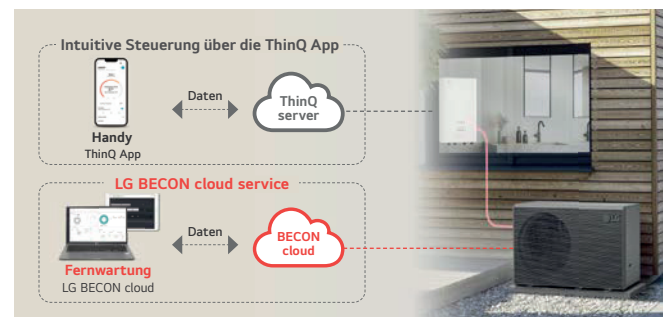 Intuitive Steuerung über die ThinQ App
Daten
ThinQ
server
Handy
ThinQ App
LG BECON cloud service
Daten
BECON
cloud
Fernwartung
LG BECON cloud